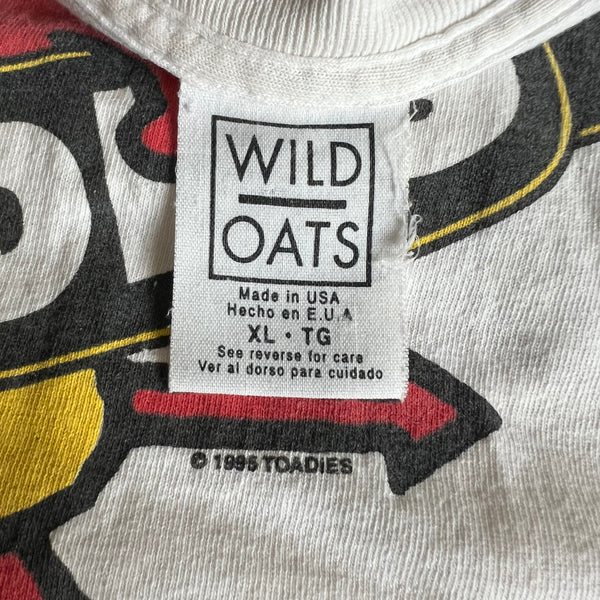 WILD
OATS
Made in USA
Hecho en E.U.A
XL • TG
See reverse for care
Ver al dorso para cuidado
© 1995 TOADIES